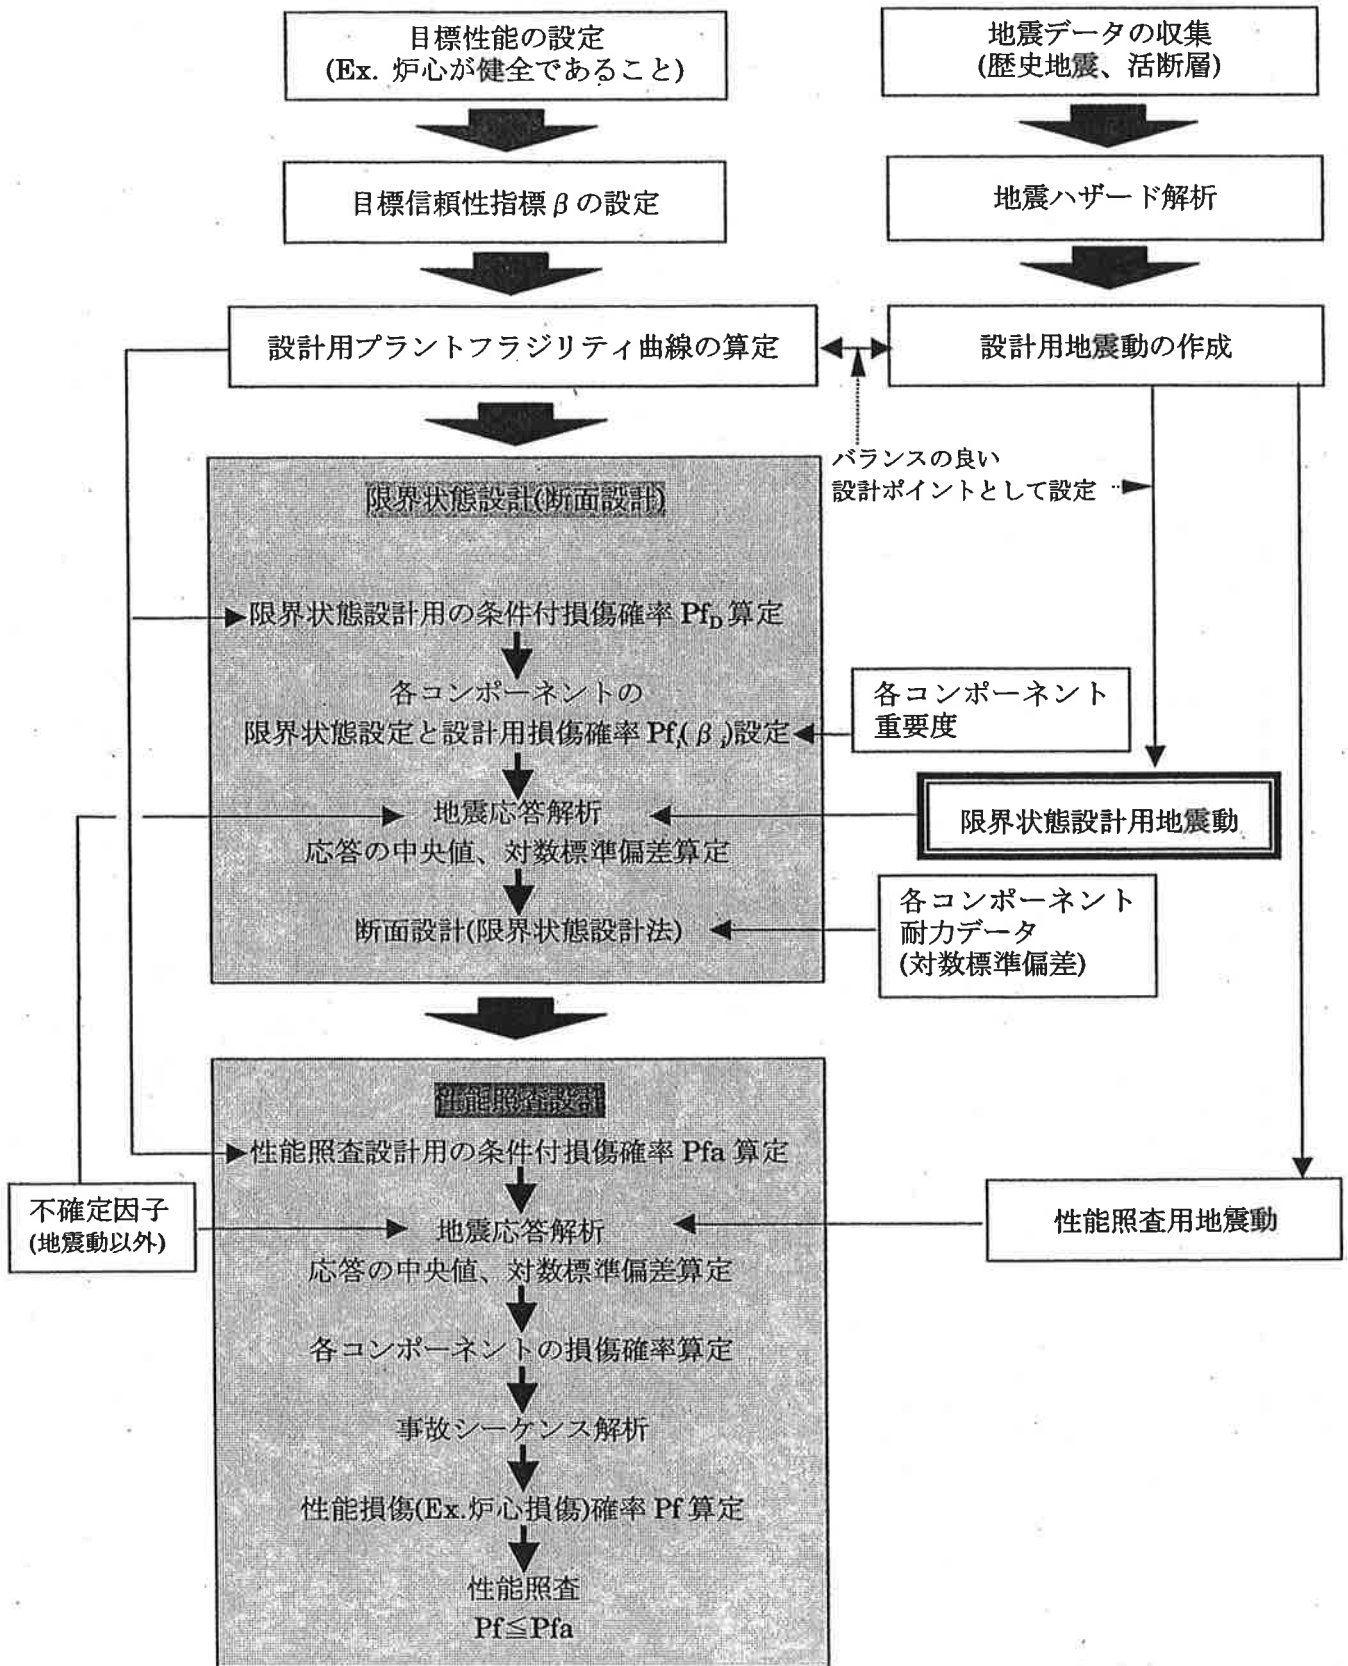 目標性能の設定
(Ex. 炉心が健全であること)
地震データの収集
(歴史地震、活断層)
目標信頼性指標βの設定
地震ハザード解析
設計用プラントフラジリティ曲線の算定
設計用地震動の作成
バランスの良い
設計ポイントとして設定
限界状態設計(断面設計)
限界状態設計用の条件付損傷確率 PfD 算定
各コンポーネントの
限界状態設定と設計用損傷確率 Pfi(βi)設定
各コンポーネント
重要度
地震応答解析
応答の中央値、対数標準偏差算定
限界状態設計用地震動
断面設計(限界状態設計法)
各コンポーネント
耐力データ
(対数標準偏差)
性能照査設計
性能照査設計用の条件付損傷確率 Pfa 算定
不確定因子
(地震動以外)
地震応答解析
応答の中央値、対数標準偏差算定
性能照査用地震動
各コンポーネントの損傷確率算定
事故シーケンス解析
性能損傷(Ex.炉心損傷)確率 Pf 算定
性能照査
Pf≦Pfa